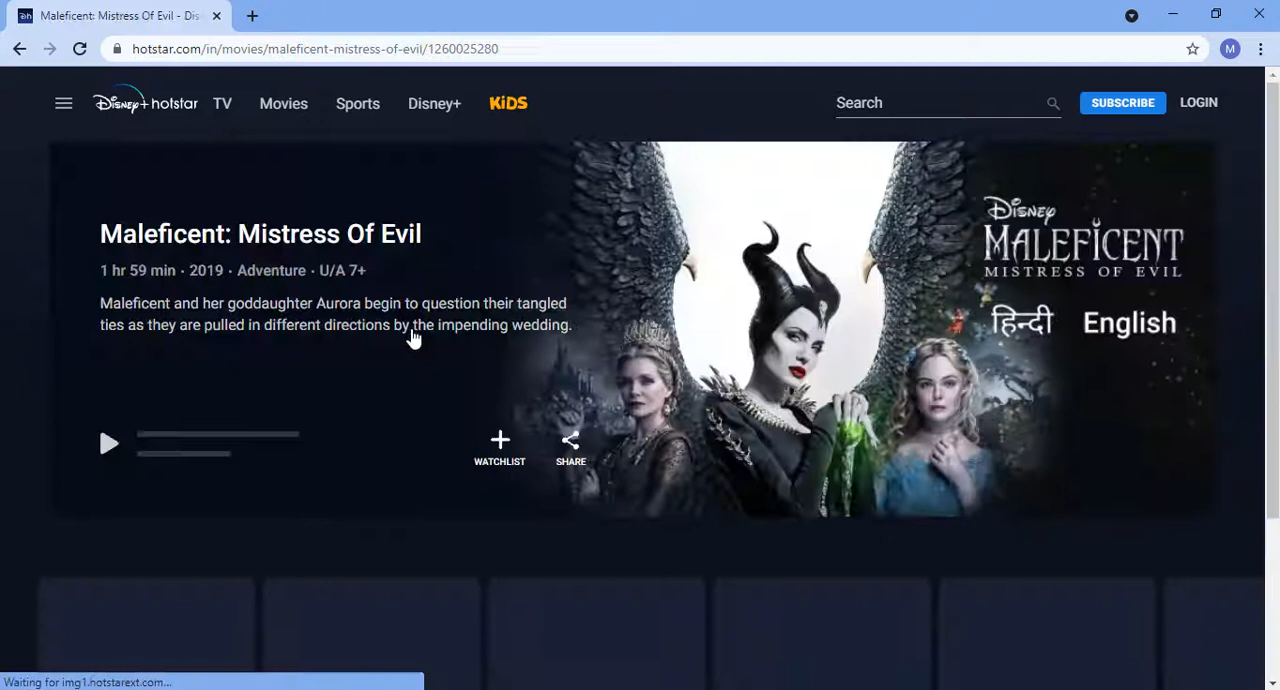 Maleficent: Mistress Of Evil - Dis
hotstar.com/in/movies/maleficent-mistress-of-evil/1260025280
M
Disney+ hotstar TV Movies Sports Disney+ KiDS Search SUBSCRIBE LOGIN
Maleficent: Mistress Of Evil
1 hr 59 min · 2019 · Adventure · U/A 7+
Maleficent and her goddaughter Aurora begin to question their tangled
ties as they are pulled in different directions by the impending wedding.
WATCHLIST SHARE
Disney
MALEFICENT
MISTRESS OF EVIL
हिन्दी English
Waiting for img1.hotstarext.com...